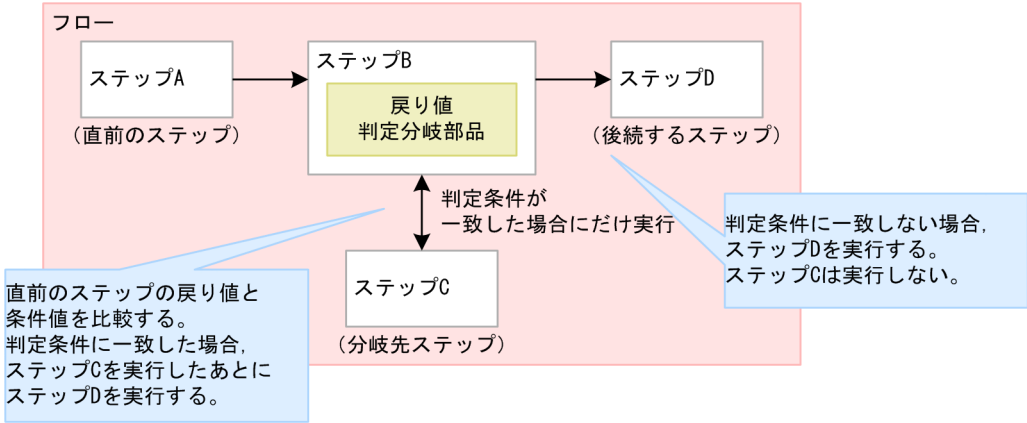 フロー
ステップA
（直前のステップ）
ステップB
戻り値
判定分岐部品
ステップD
（後続するステップ）
判定条件が
一致した場合にだけ実行
ステップC
（分岐先ステップ）
判定条件に一致しない場合,
ステップDを実行する。
ステップCは実行しない。
直前のステップの戻り値と
条件値を比較する。
判定条件に一致した場合,
ステップCを実行したあとに
ステップDを実行する。